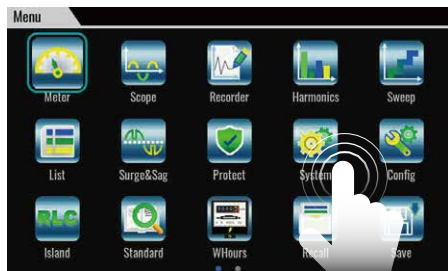 Menu
Meter Scope Recorder Harmonics Sweep
List Surge&Sag Protect System Config
RLC
Island Standard WHours Recall Save